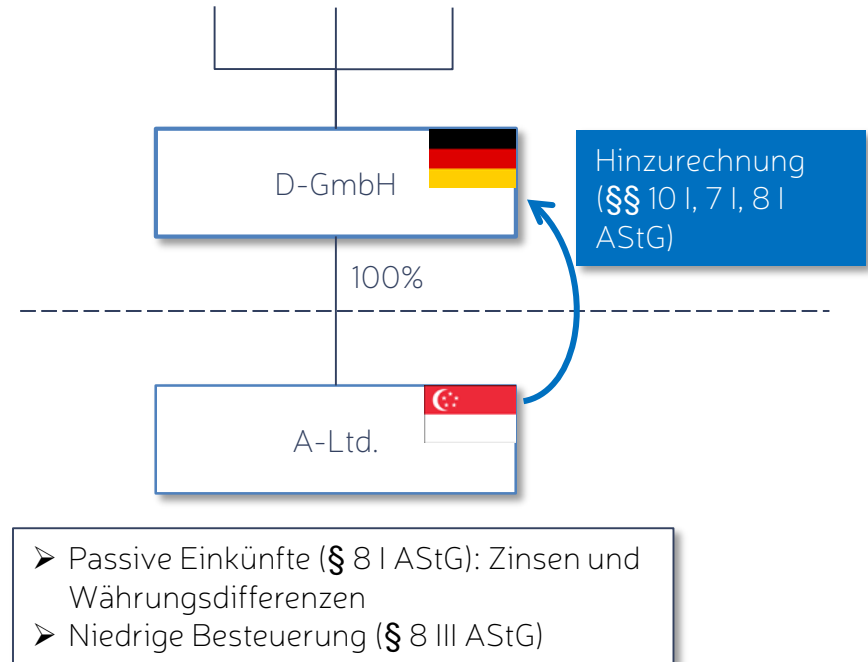 D-GmbH
Hinzurechnung
(§§ 10 I, 7 I, 8 I
AStG)
100%
A-Ltd.
➢ Passive Einkünfte (§ 8 I AStG): Zinsen und
Währungsdifferenzen
➢ Niedrige Besteuerung (§ 8 III AStG)